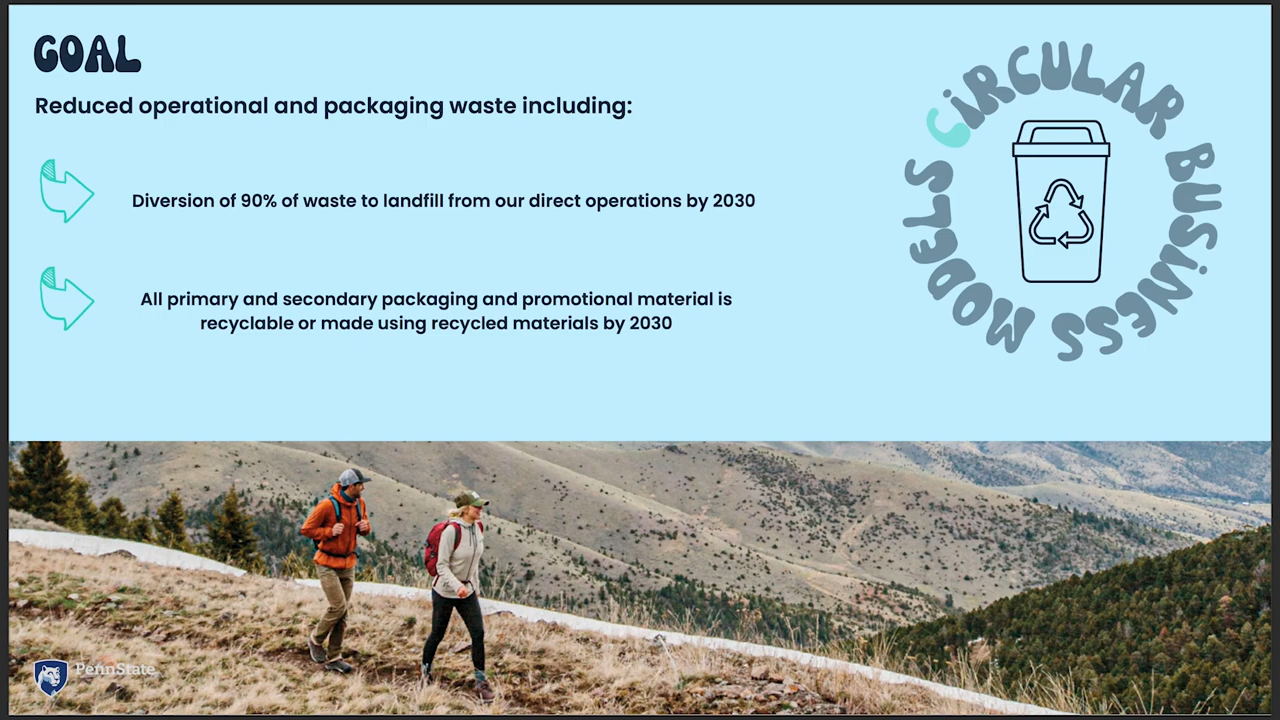 GOAL
Reduced operational and packaging waste including:
Diversion of 90% of waste to landfill from our direct operations by 2030
All primary and secondary packaging and promotional material is
recyclable or made using recycled materials by 2030
CiRCULAR BUSiNESS MODELS
PennState